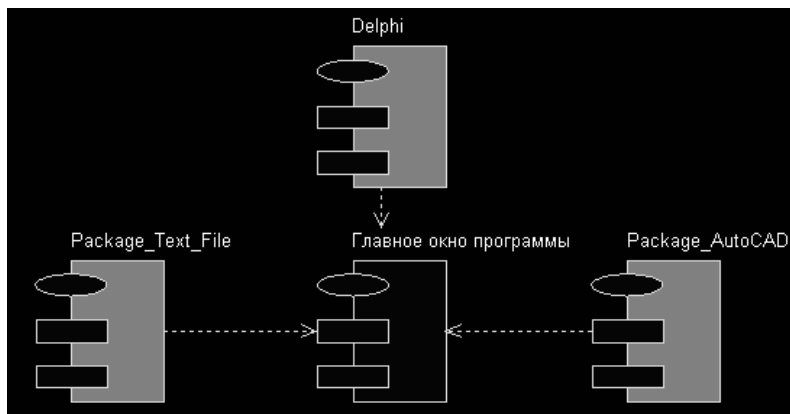 Delphi
Package_Text_File
Главное окно программы
Package_AutoCAD